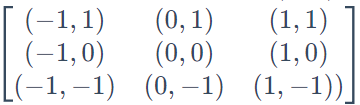 (−1, 1) (0, 1) (1, 1)
(−1, 0) (0, 0) (1, 0)
(−1, −1) (0, −1) (1, −1))